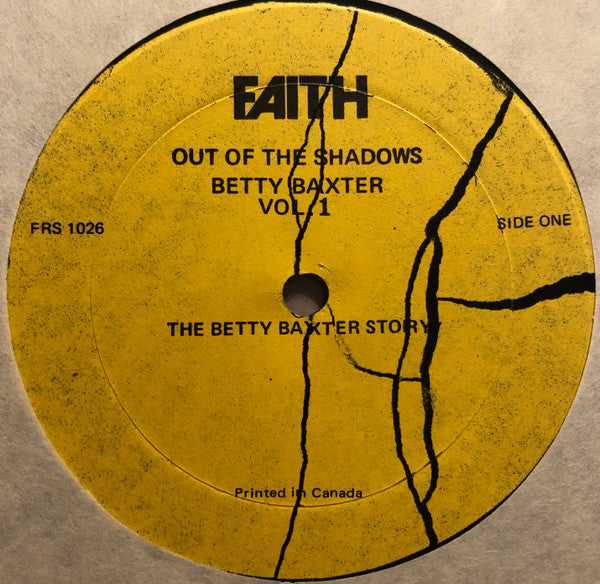 FAITH
OUT OF THE SHADOWS
BETTY BAXTER
VOL. 1
FRS 1026
SIDE ONE
THE BETTY BAXTER STORY
Printed in Canada